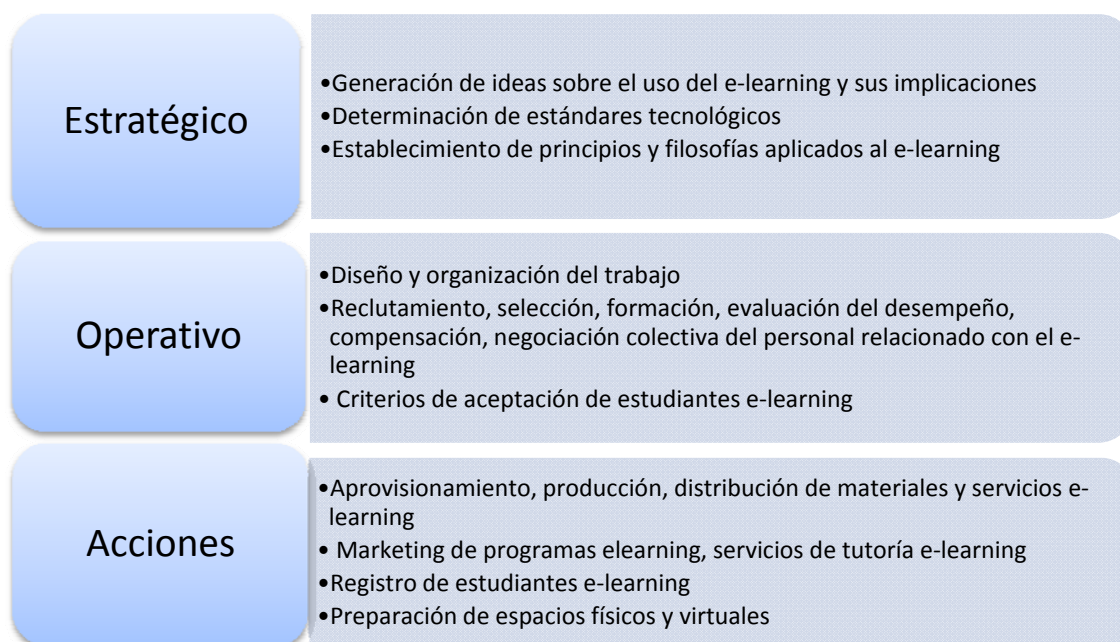 Estratégico
•Generación de ideas sobre el uso del e-learning y sus implicaciones
•Determinación de estándares tecnológicos
•Establecimiento de principios y filosofías aplicados al e-learning
Operativo
•Diseño y organización del trabajo
•Reclutamiento, selección, formación, evaluación del desempeño,
compensación, negociación colectiva del personal relacionado con el e-
learning
• Criterios de aceptación de estudiantes e-learning
Acciones
•Aprovisionamiento, producción, distribución de materiales y servicios e-
learning
• Marketing de programas elearning, servicios de tutoría e-learning
•Registro de estudiantes e-learning
•Preparación de espacios físicos y virtuales